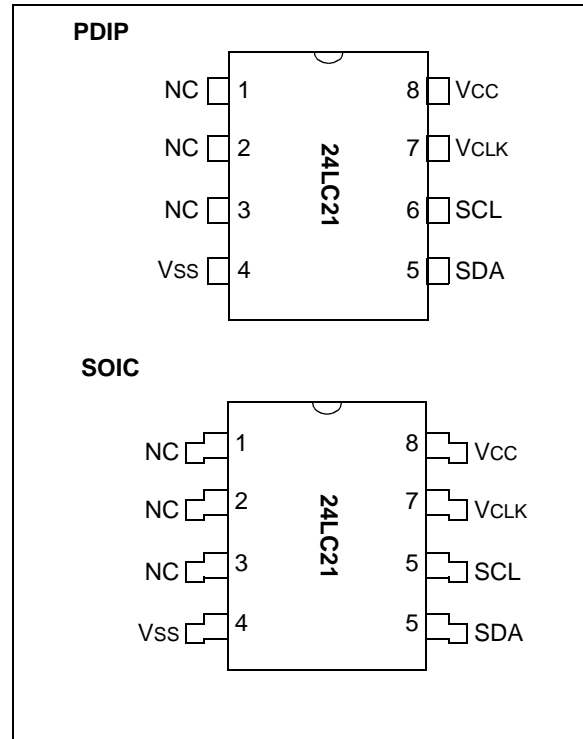 PDIP
NC 1 8 VCC
NC 2 7 VCLK
24LC21
NC 3 6 SCL
VSS 4 5 SDA
SOIC
NC 1 8 VCC
NC 2 7 VCLK
24LC21
NC 3 5 SCL
VSS 4 5 SDA